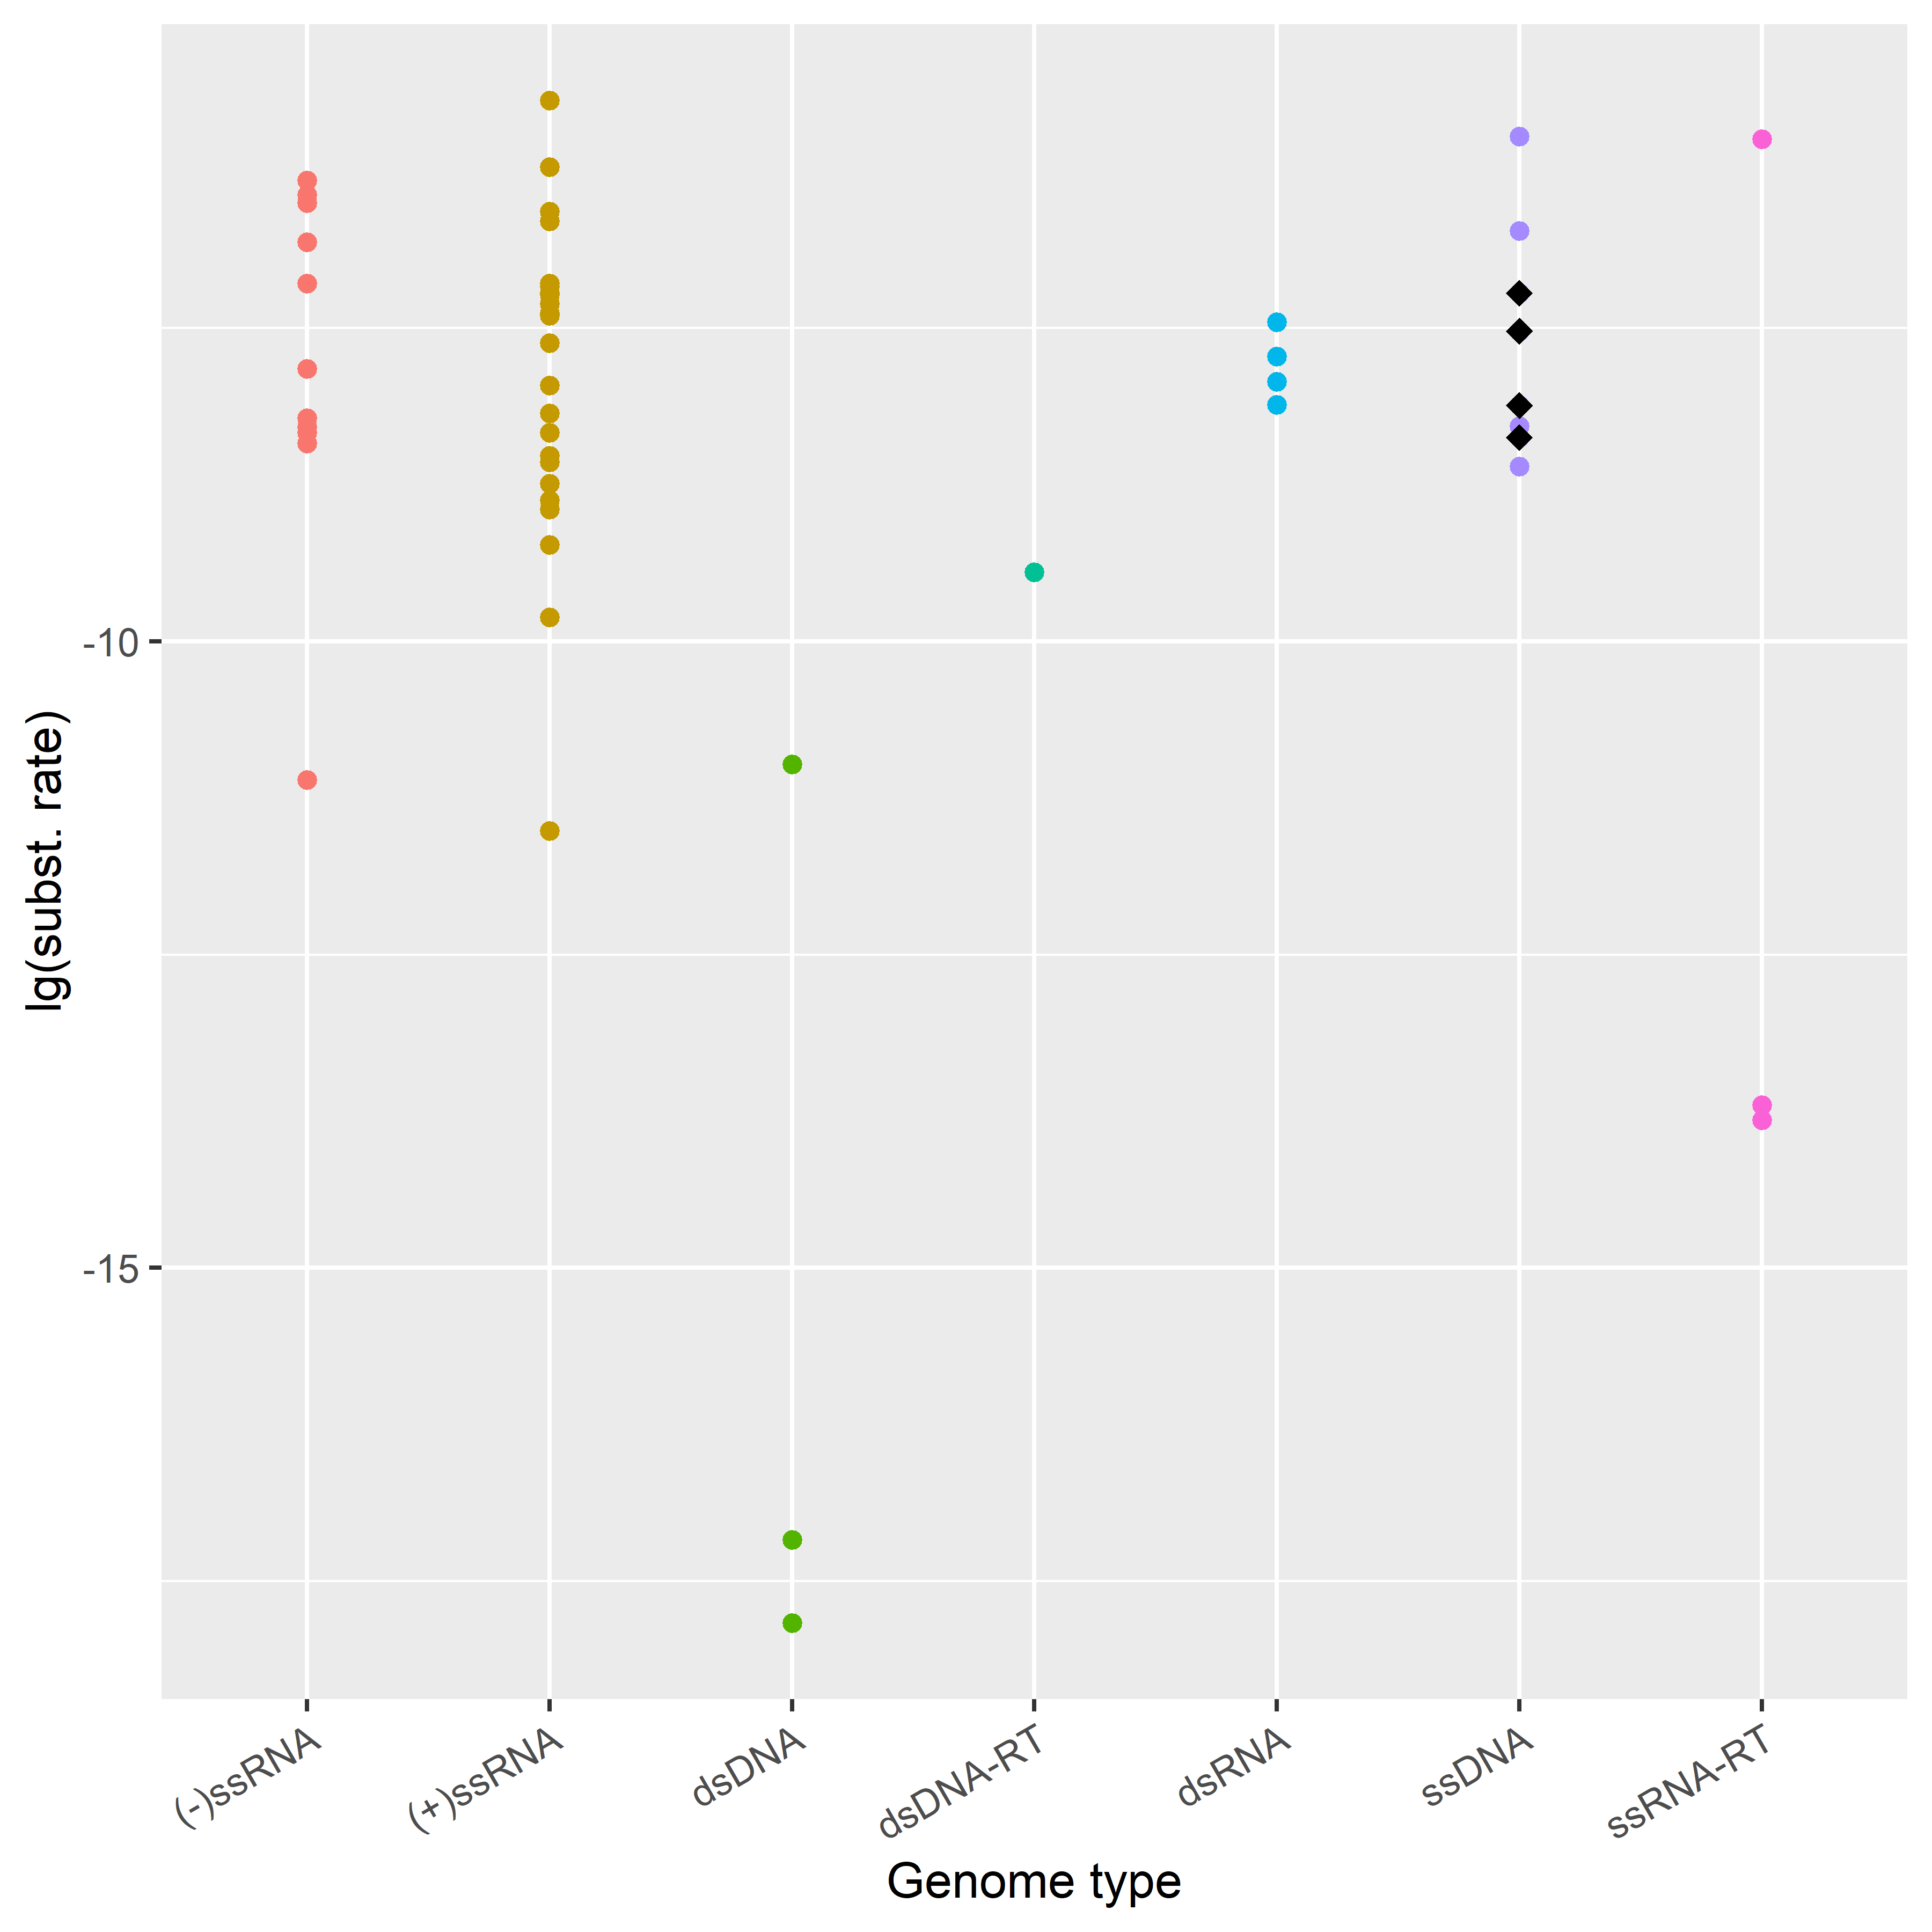 lg(subst. rate)
-10
-15
(-)ssRNA
(+)ssRNA
dsDNA
dsDNA-RT
dsRNA
ssDNA
ssRNA-RT
Genome type